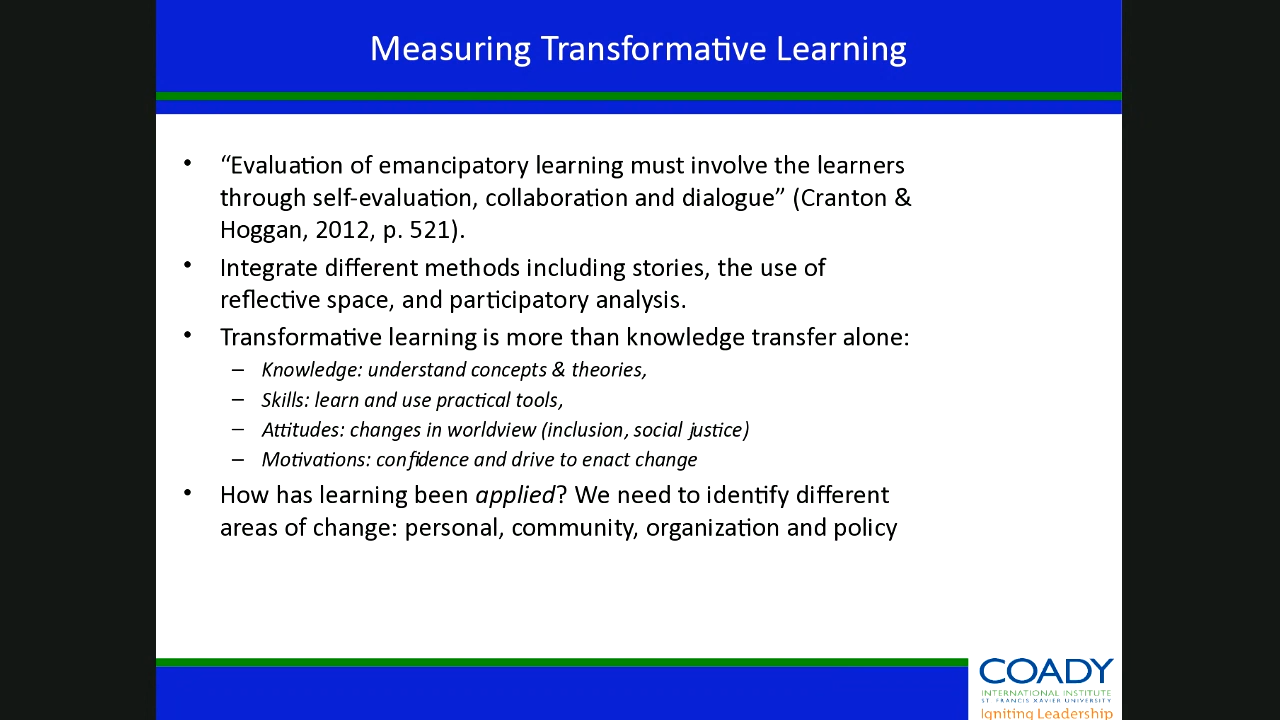 Measuring Transformative Learning
• “Evaluation of emancipatory learning must involve the learners
through self-evaluation, collaboration and dialogue” (Cranton &
Hoggan, 2012, p. 521).
• Integrate different methods including stories, the use of
reflective space, and participatory analysis.
• Transformative learning is more than knowledge transfer alone:
– Knowledge: understand concepts & theories,
– Skills: learn and use practical tools,
– Attitudes: changes in worldview (inclusion, social justice)
– Motivations: confidence and drive to enact change
• How has learning been applied? We need to identify different
areas of change: personal, community, organization and policy
COADY
INTERNATIONAL INSTITUTE
ST. FRANCIS XAVIER UNIVERSITY
Igniting Leadership